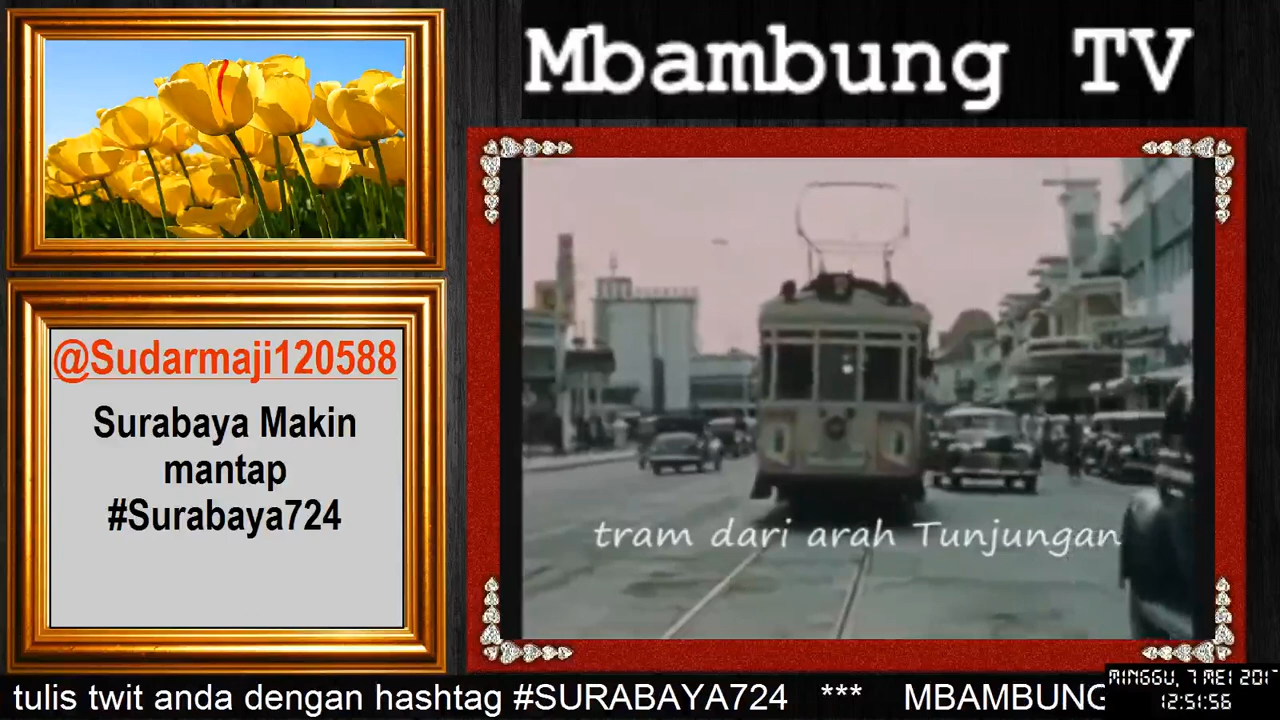 Mbambung TV
@Sudarmaji120588
Surabaya Makin
mantap
#Surabaya724
tram dari arah Tunjungan
tulis twit anda dengan hashtag #SURABAYA724 *** MBAMBUNG
MINGGU, 7 MEI 2017
12:51:56